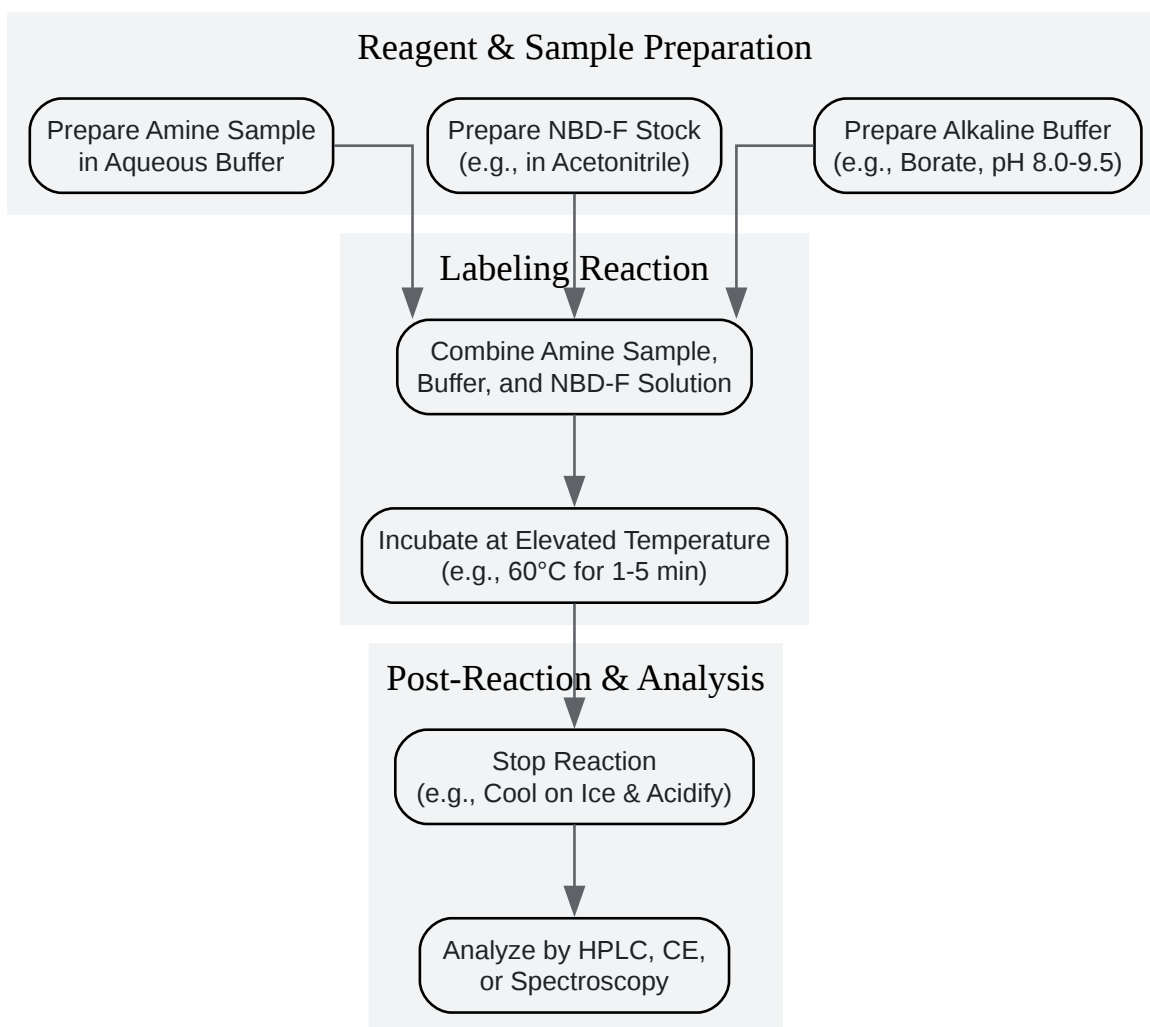 Reagent & Sample Preparation
Prepare Amine Sample
in Aqueous Buffer
Prepare NBD-F Stock
(e.g., in Acetonitrile)
Prepare Alkaline Buffer
(e.g., Borate, pH 8.0-9.5)
Labeling Reaction
Combine Amine Sample,
Buffer, and NBD-F Solution
Incubate at Elevated Temperature
(e.g., 60°C for 1-5 min)
Post-Reaction & Analysis
Stop Reaction
(e.g., Cool on Ice & Acidify)
Analyze by HPLC, CE,
or Spectroscopy